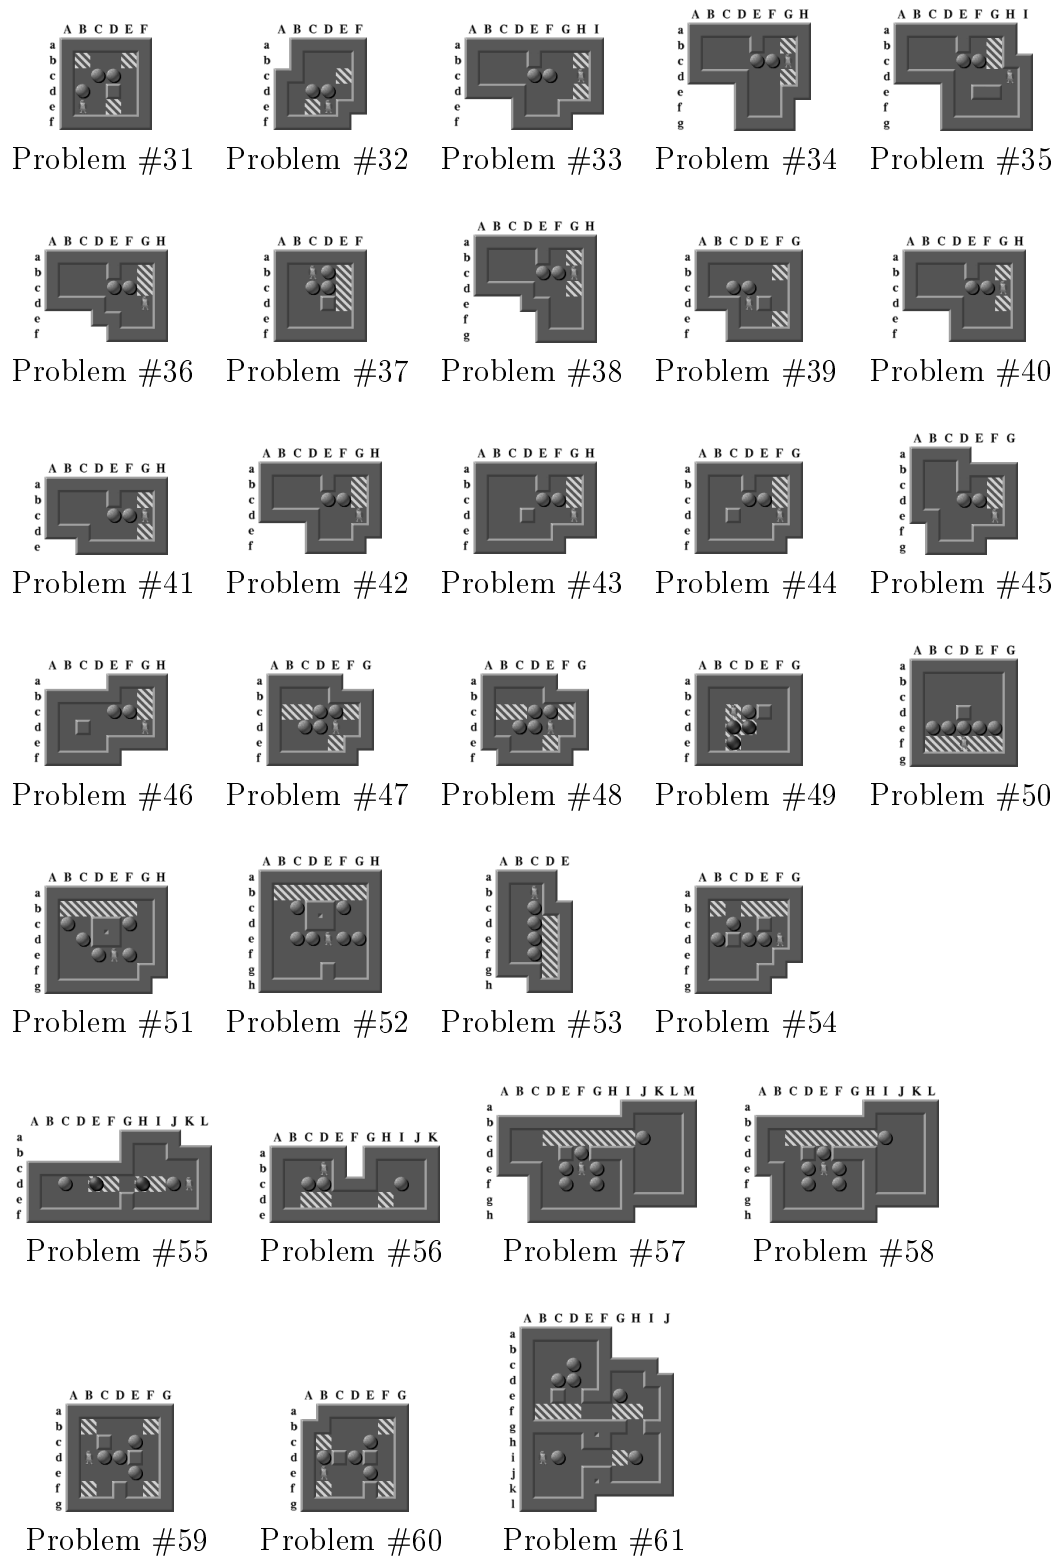 A B C D E F
A B C D E F
A B C D E F G H I
A B C D E F G H
A B C D E F G H I
a
b
c
d
e
f
a
b
c
d
e
f
a
b
c
d
e
f
a
b
c
d
e
f
g
a
b
c
d
e
f
g
Problem #31 Problem #32 Problem #33 Problem #34 Problem #35
A B C D E F G H
A B C D E F
A B C D E F G H
A B C D E F G
A B C D E F G H
a
b
c
d
e
f
a
b
c
d
e
f
a
b
c
d
e
f
g
a
b
c
d
e
f
a
b
c
d
e
f
Problem #36 Problem #37 Problem #38 Problem #39 Problem #40
A B C D E F G H
A B C D E F G H
A B C D E F G H
A B C D E F G
A B C D E F G
a
b
c
d
e
a
b
c
d
e
f
a
b
c
d
e
f
a
b
c
d
e
f
a
b
c
d
e
f
g
Problem #41 Problem #42 Problem #43 Problem #44 Problem #45
A B C D E F G H
A B C D E F G
A B C D E F G
A B C D E F G
A B C D E F G
a
b
c
d
e
f
a
b
c
d
e
f
a
b
c
d
e
f
a
b
c
d
e
f
a
b
c
d
e
f
g
Problem #46 Problem #47 Problem #48 Problem #49 Problem #50
A B C D E F G H
A B C D E F G H
A B C D E
A B C D E F G
a
b
c
d
e
f
g
a
b
c
d
e
f
g
h
a
b
c
d
e
f
g
h
a
b
c
d
e
f
g
Problem #51 Problem #52 Problem #53 Problem #54
A B C D E F G H I J K L
A B C D E F G H I J K
A B C D E F G H I J K L M
A B C D E F G H I J K L
a
b
c
d
e
f
a
b
c
d
e
a
b
c
d
e
f
g
h
a
b
c
d
e
f
g
h
Problem #55 Problem #56 Problem #57 Problem #58
A B C D E F G
A B C D E F G
A B C D E F G H I J
a
b
c
d
e
f
g
a
b
c
d
e
f
g
a
b
c
d
e
f
g
h
i
j
k
l
Problem #59 Problem #60 Problem #61